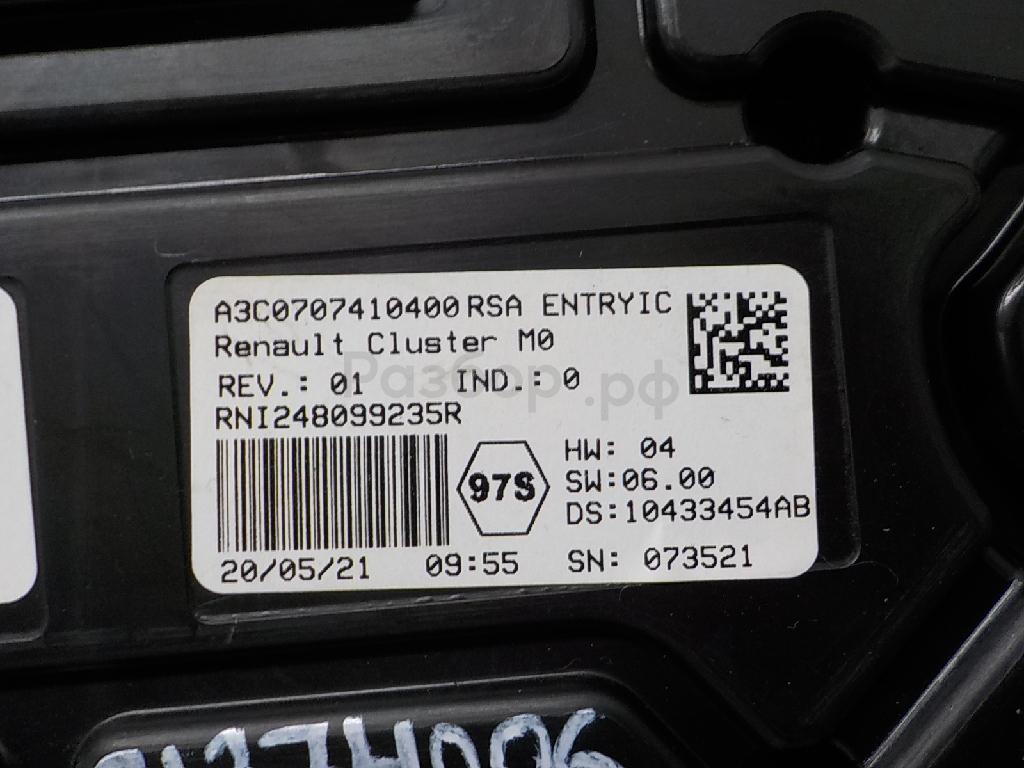 A3C0707410400 RSA ENTRYIC
Renault Cluster M0
REV.: 01 IND.: 0
Разбор.рф
RNI248099235R
97S
HW: 04
SW:06.00
DS:10433454AB
20/05/21 09:55 SN: 073521